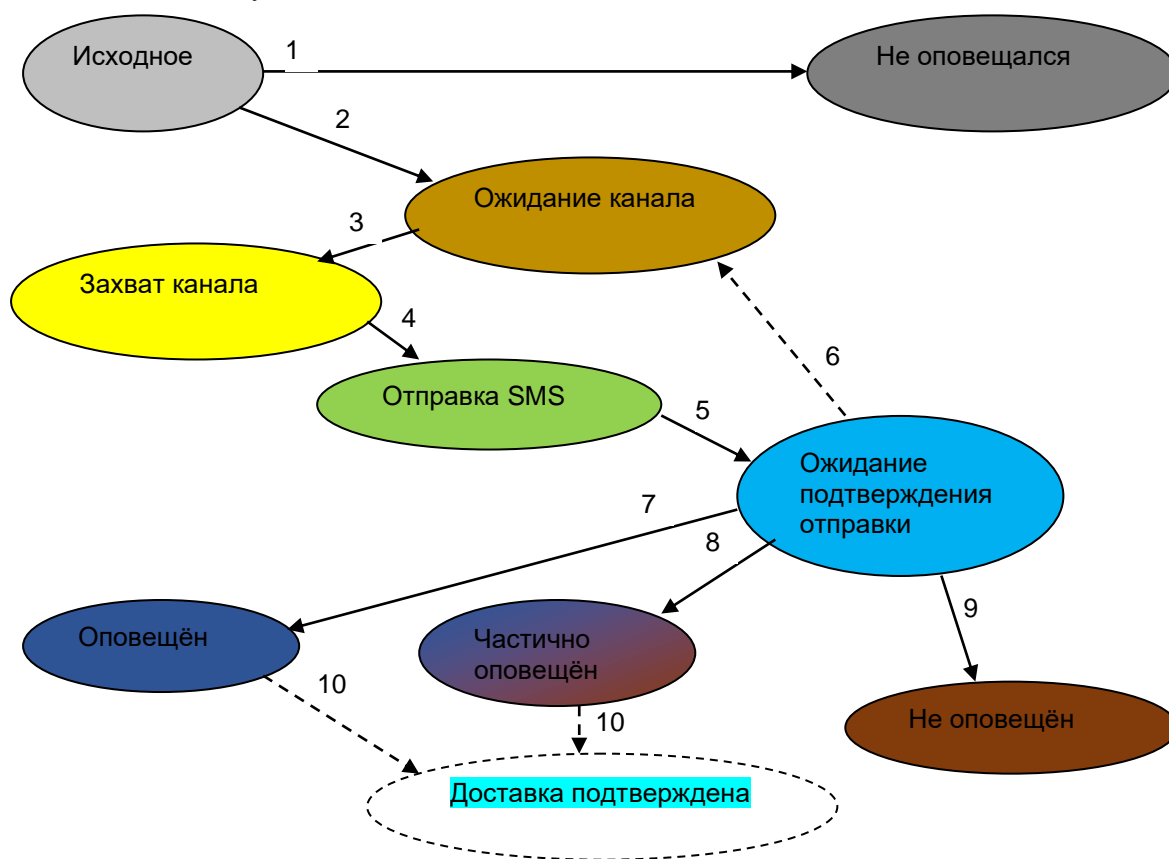 Исходное
1
Не оповещался
2
Ожидание канала
3
Захват канала
4
6
Отправка SMS
5
Ожидание
подтверждения
отправки
7
8
9
Оповещён
Частично
оповещён
10
Не оповещён
10
Доставка подтверждена